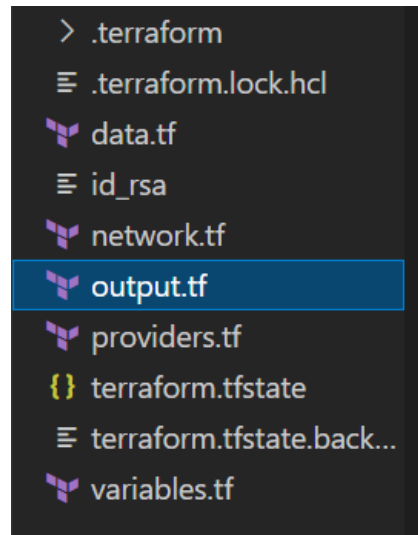 .terraform
.terraform.lock.hcl
data.tf
id_rsa
network.tf
output.tf
providers.tf
{} terraform.tfstate
terraform.tfstate.back...
variables.tf